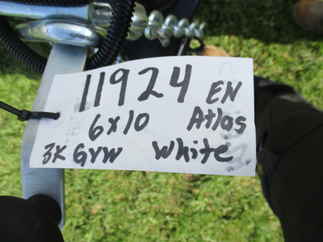 11924 EN
6x10 Atlas
3K Gvw White